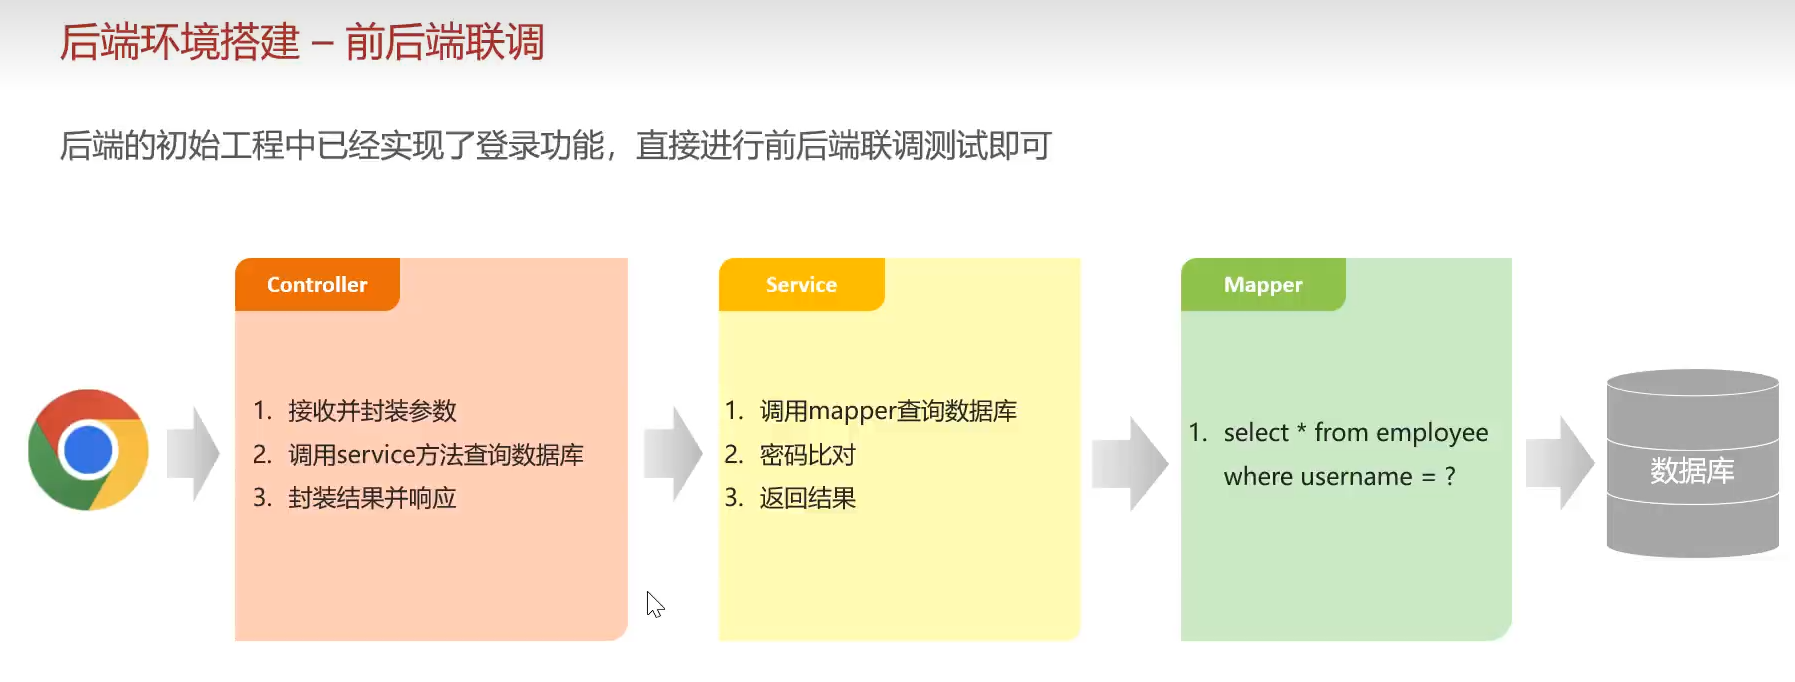 后端环境搭建 – 前后端联调
后端的初始工程中已经实现了登录功能，直接进行前后端联调测试即可
Controller
1. 接收并封装参数
2. 调用service方法查询数据库
3. 封装结果并响应
Service
1. 调用mapper查询数据库
2. 密码比对
3. 返回结果
Mapper
1. select * from employee
where username = ?
数据库